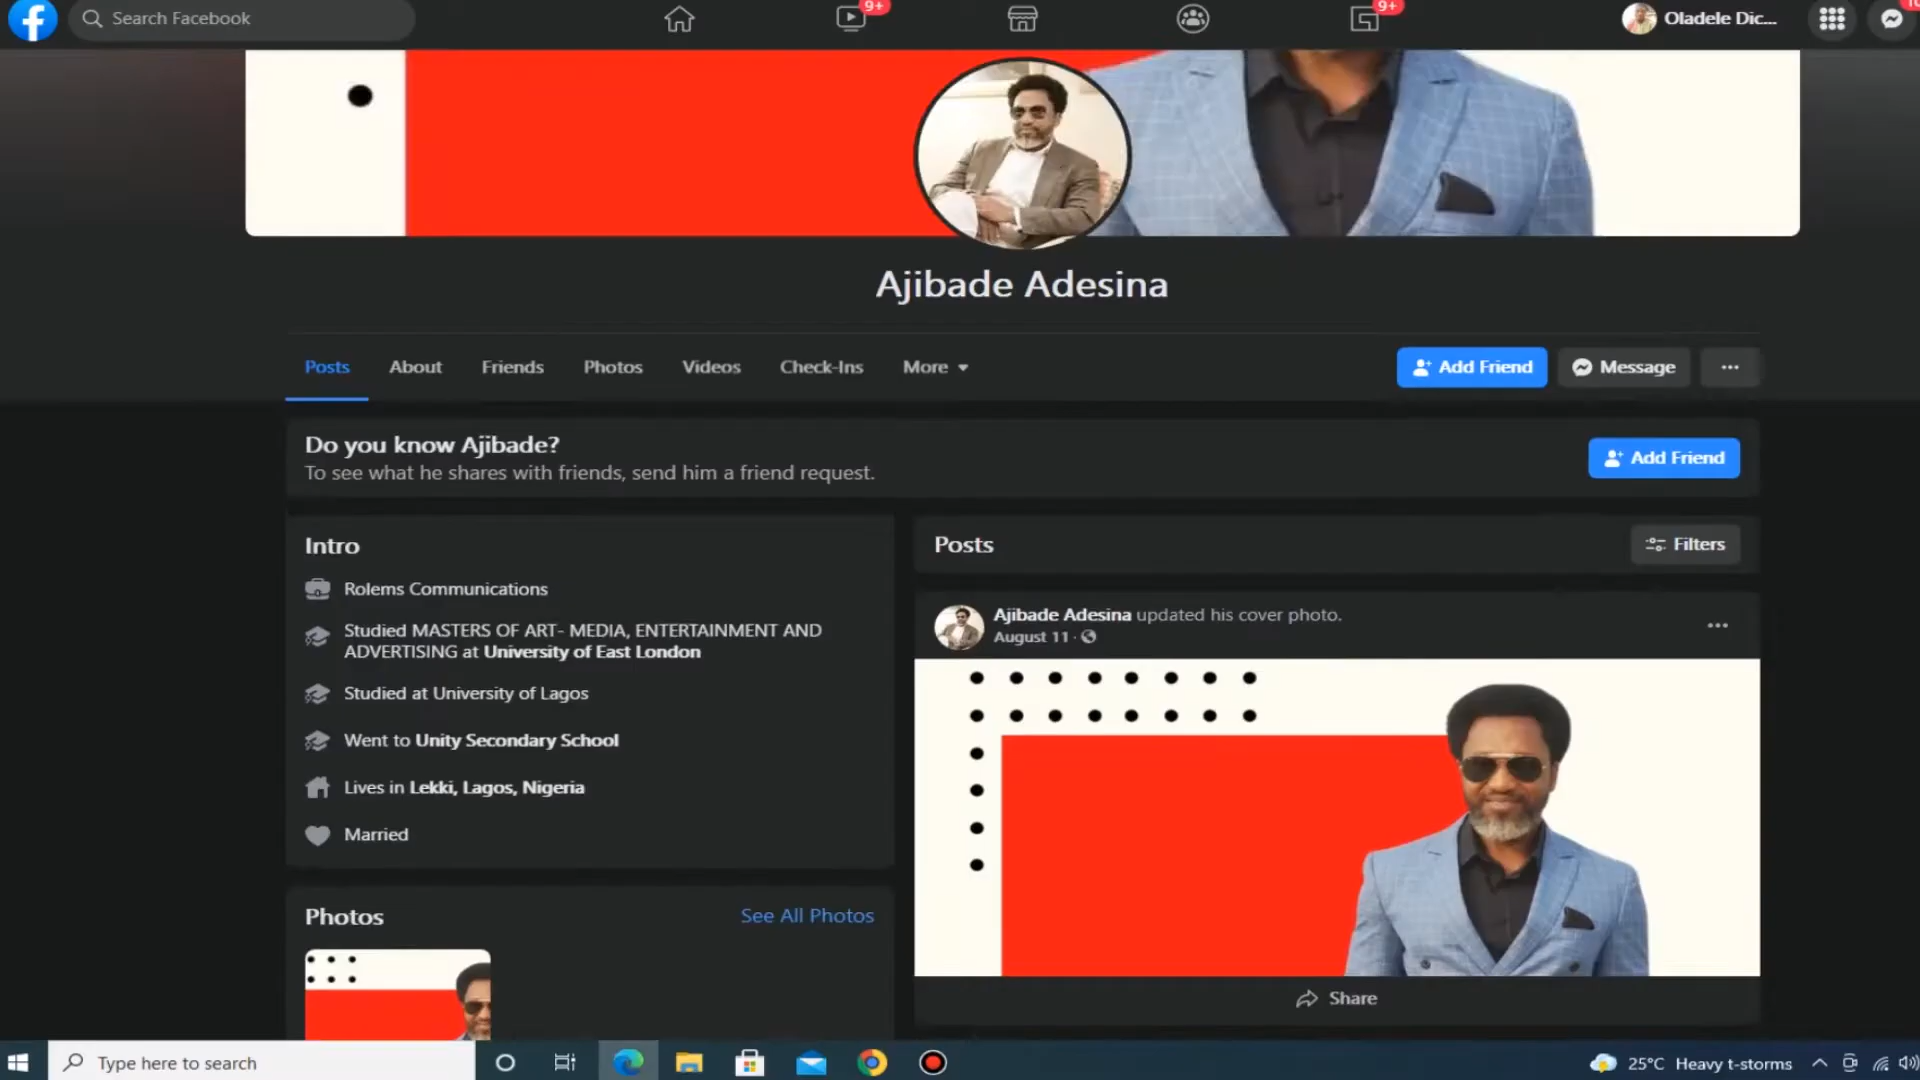 Search Facebook
9+
9+
Oladele Dic...
Ajibade Adesina
Posts
About
Friends
Photos
Videos
Check-Ins
More
Add Friend
Message
Do you know Ajibade?
To see what he shares with friends, send him a friend request.
Add Friend
Intro
Rolems Communications
Studied MASTERS OF ART- MEDIA, ENTERTAINMENT AND
ADVERTISING at University of East London
Studied at University of Lagos
Went to Unity Secondary School
Lives in Lekki, Lagos, Nigeria
Married
Photos
See All Photos
Posts
Filters
Ajibade Adesina updated his cover photo.
August 11 ·
Share
Type here to search
25°C Heavy t-storms